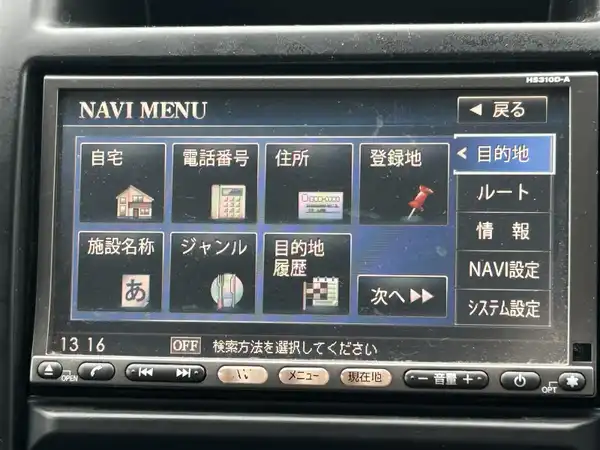 HS310D-A
NAVI MENU
◀ 戻る
自宅
電話番号
住所
登録地
< 目的地
ルート
施設名称
あ
ジャンル
目的地
履歴
次へ ▶▶
情 報
NAVI設定
システム設定
13 16
OFF 検索方法を選択してください
OPEN
メニュー
現在地
− 音量 +
OPT